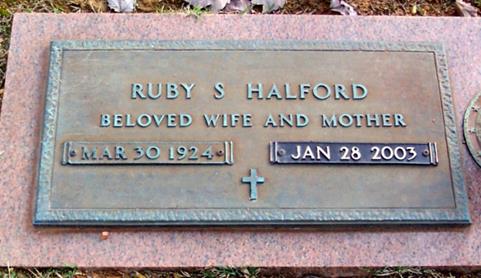 RUBY S HALFORD
BELOVED WIFE AND MOTHER
MAR 30 1924 JAN 28 2003